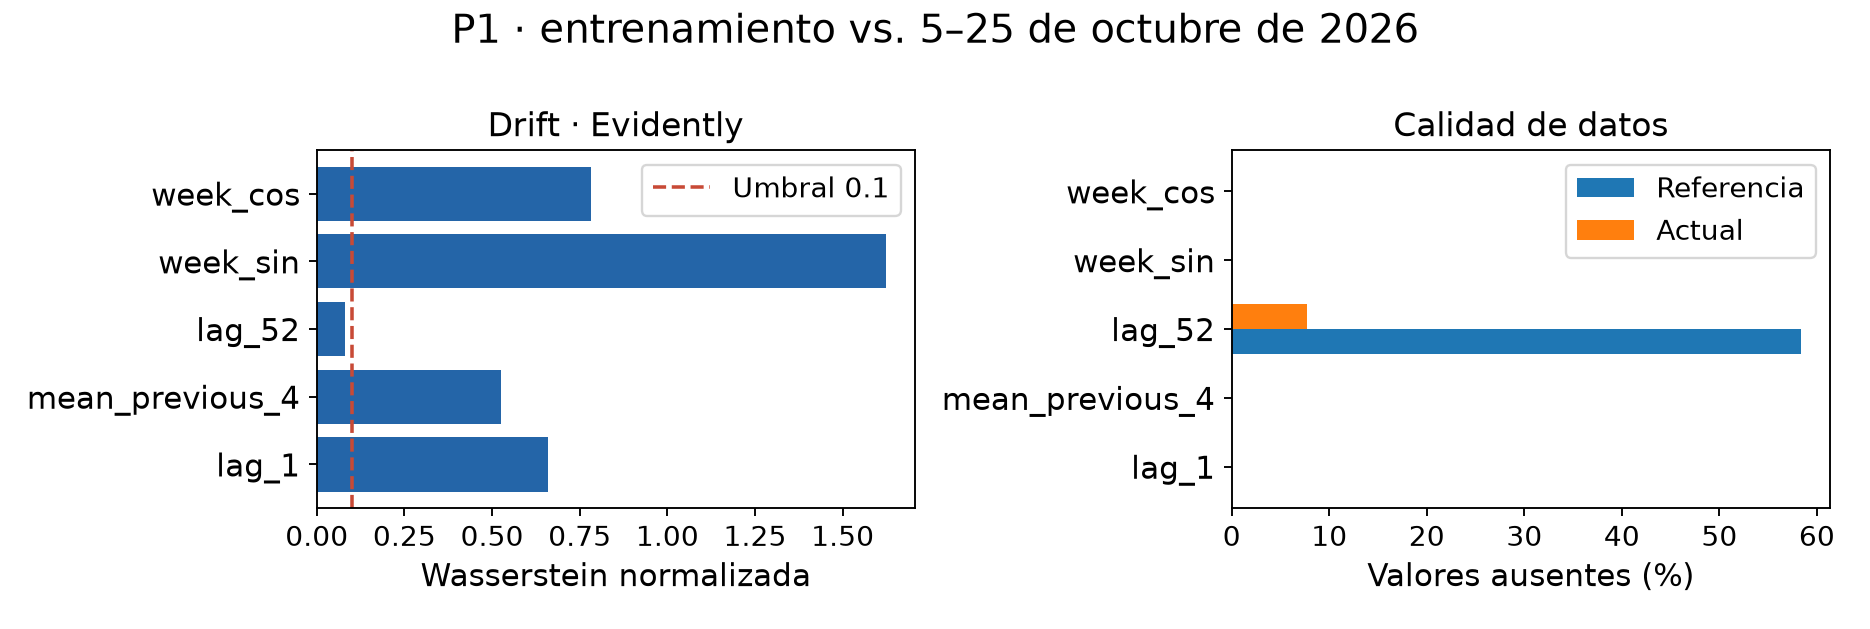 P1 · entrenamiento vs. 5–25 de octubre de 2026
Drift · Evidently
Umbral 0.1
week_cos
week_sin
lag_52
mean_previous_4
lag_1
0.00 0.25 0.50 0.75 1.00 1.25 1.50
Wasserstein normalizada
Calidad de datos
Referencia
Actual
week_cos
week_sin
lag_52
mean_previous_4
lag_1
0 10 20 30 40 50 60
Valores ausentes (%)